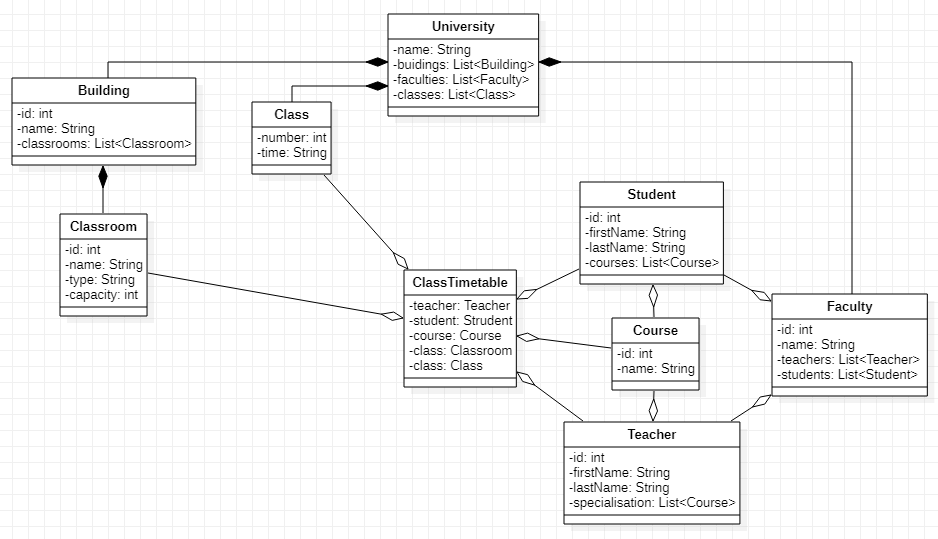 University
-name: String
-buidings: List<Building>
-faculties: List<Faculty>
-classes: List<Class>
Building
-id: int
-name: String
-classrooms: List<Classroom>
Class
-number: int
-time: String
Classroom
-id: int
-name: String
-type: String
-capacity: int
Student
-id: int
-firstName: String
-lastName: String
-courses: List<Course>
ClassTimetable
-teacher: Teacher
-student: Strudent
-course: Course
-class: Classroom
-class: Class
Course
-id: int
-name: String
Faculty
-id: int
-name: String
-teachers: List<Teacher>
-students: List<Student>
Teacher
-id: int
-firstName: String
-lastName: String
-specialisation: List<Course>